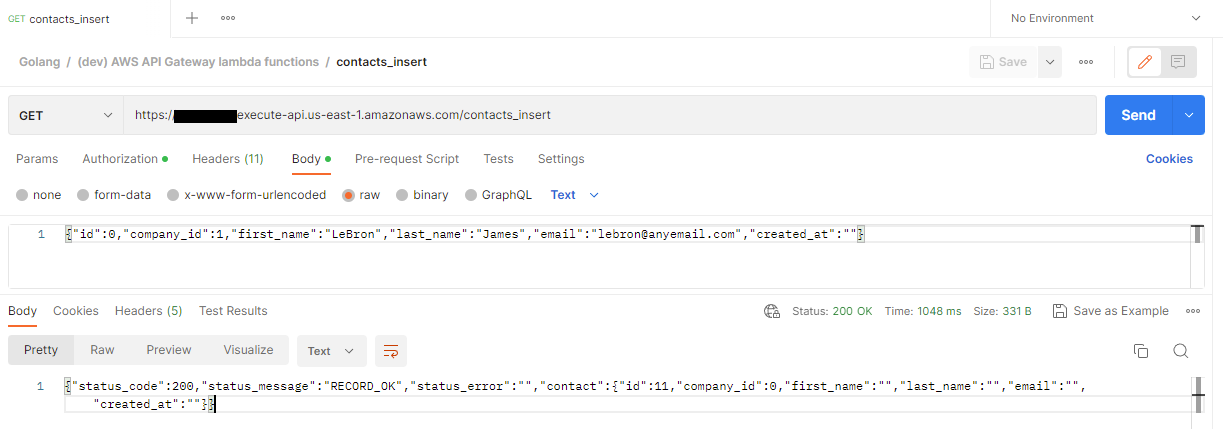 GET contacts_insert
No Environment
Golang / (dev) AWS API Gateway lambda functions / contacts_insert
Save
GET
https://execute-api.us-east-1.amazonaws.com/contacts_insert
Send
Params Authorization Headers (11) Body Pre-request Script Tests Settings Cookies
none form-data x-www-form-urlencoded raw binary GraphQL Text
1 {"id":0,"company_id":1,"first_name":"LeBron","last_name":"James","email":"lebron@anyemail.com","created_at":""}
Body Cookies Headers (5) Test Results Status: 200 OK Time: 1048 ms Size: 331 B Save as Example
Pretty Raw Preview Visualize Text
1 {"status_code":200,"status_message":"RECORD_OK","status_error":"","contact":{"id":11,"company_id":0,"first_name":"","last_name":"","email":"",
"created_at":""}}